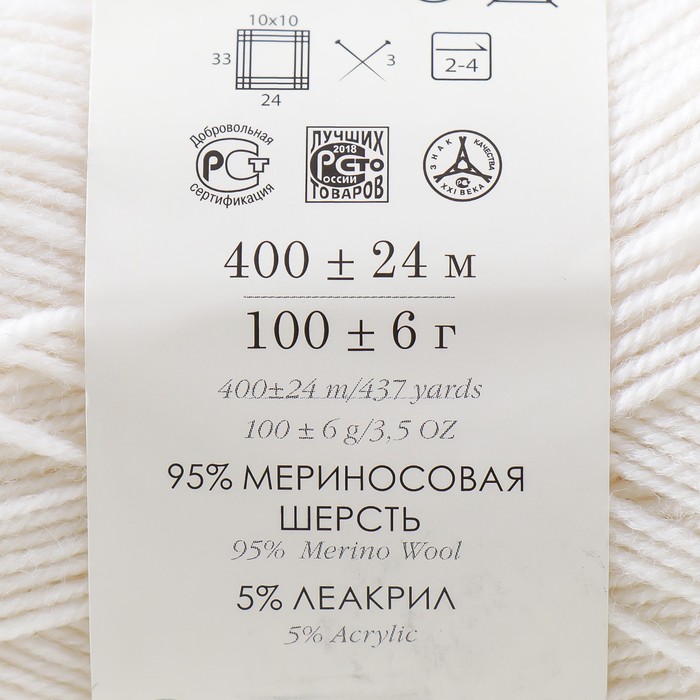 10x10
33
24
3
2-4
Добровольная
РСТ
сертификация
ЛУЧШИХ
2018
РСТО
РОССИИ
ТОВАРОВ
ЗНАК КАЧЕСТВА
XXI ВЕКА
400 ± 24 м
100 ± 6 г
400±24 m/437 yards
100 ± 6 g/3,5 OZ
95% МЕРИНОСОВАЯ
ШЕРСТЬ
95% Merino Wool
5% ЛЕАКРИЛ
5% Acrylic